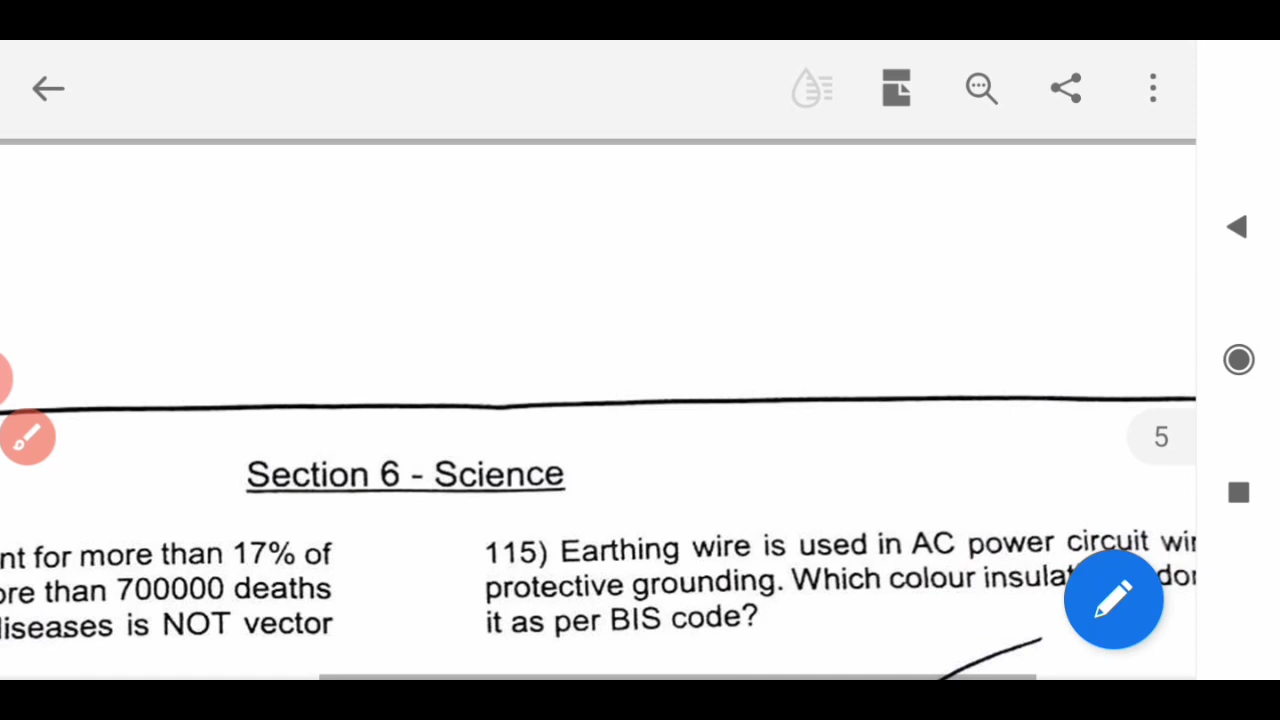 5
Section 6 - Science
nt for more than 17% of
ore than 700000 deaths
diseases is NOT vector
115) Earthing wire is used in AC power circuit
protective grounding. Which colour
it as per BIS code?